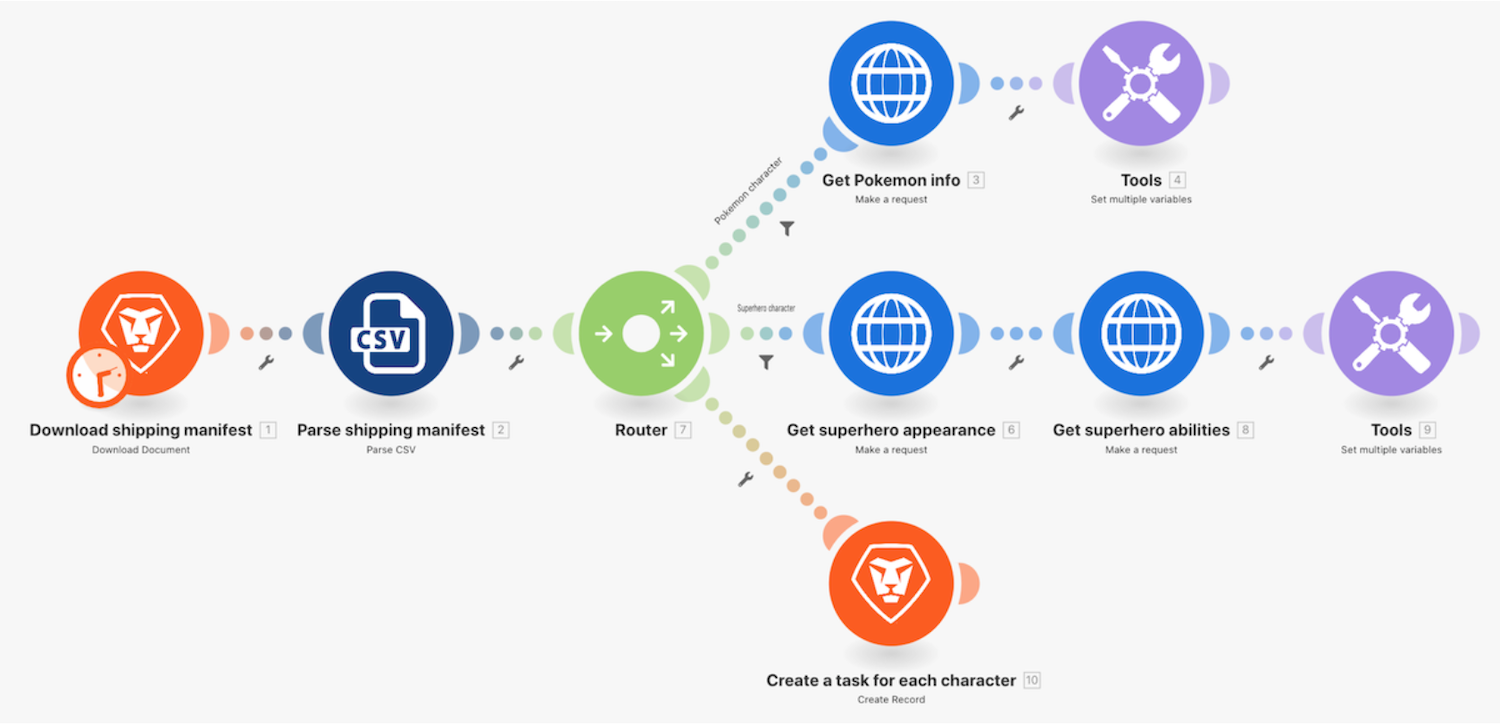 Pokemon character
Get Pokemon info 3
Make a request
Tools 4
Set multiple variables
CSV
Superhero character
Download shipping manifest 1
Download Document
Parse shipping manifest 2
Parse CSV
Router 7
Get superhero appearance 6
Make a request
Get superhero abilities 8
Make a request
Tools 9
Set multiple variables
Create a task for each character 10
Create Record